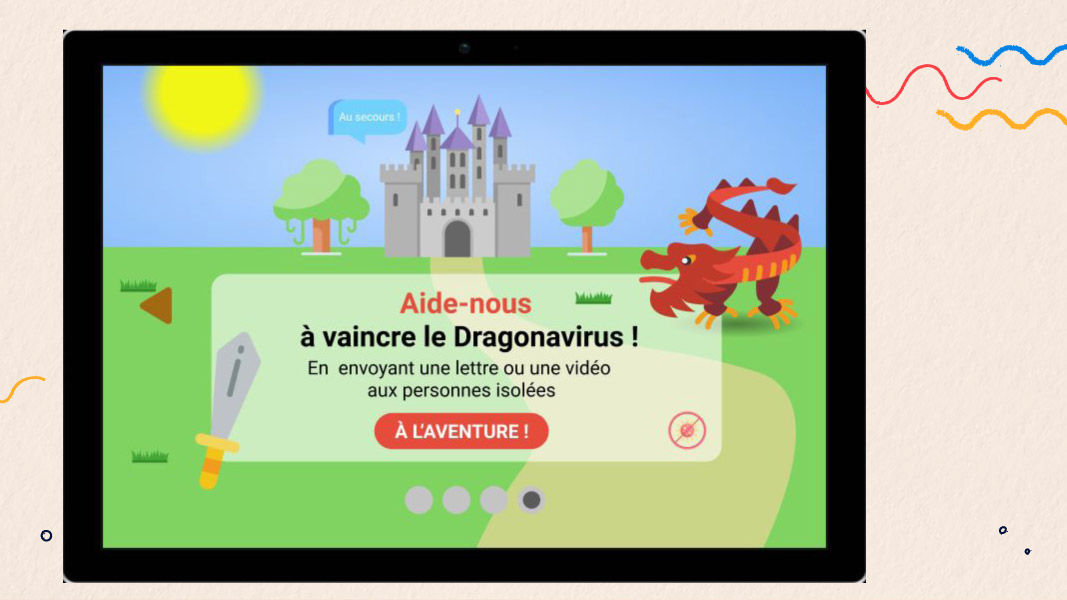 Au secours !
Aide-nous
à vaincre le Dragonavirus !
En envoyant une lettre ou une vidéo
aux personnes isolées
À L'AVENTURE !